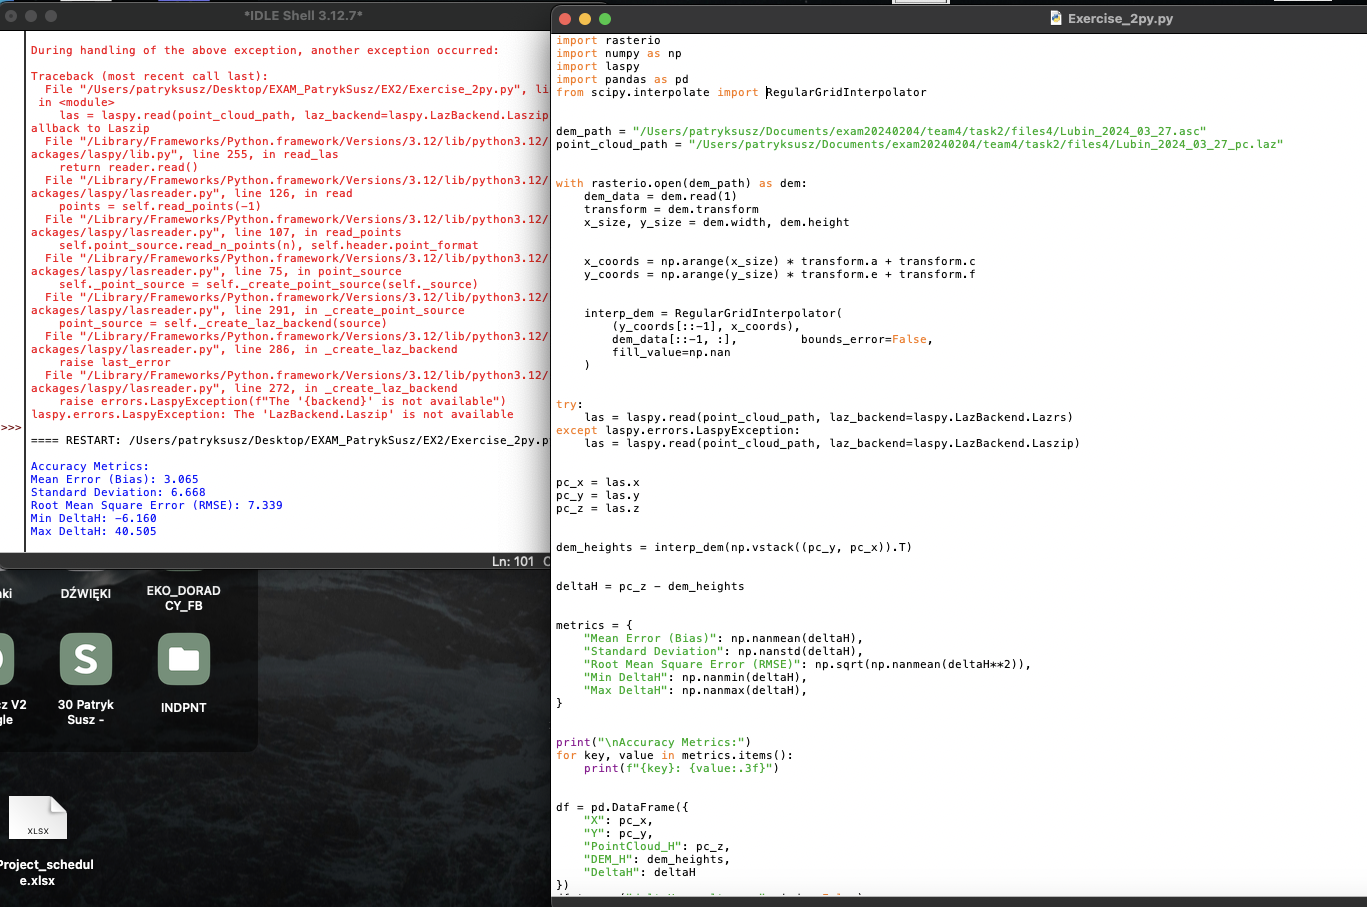 *IDLE Shell 3.12.7*
During handling of the above exception, another exception occurred:
Traceback (most recent call last):
File "/Users/patryksusz/Desktop/EXAM_PatrykSusz/EX2/Exercise_2py.py", li
in <module>
las = laspy.read(point_cloud_path, laz_backend=laspy.LazBackend.Laszip
allback to Laszip
File "/Library/Frameworks/Python.framework/Versions/3.12/lib/python3.12/
ackages/laspy/lib.py", line 255, in read_las
return reader.read()
File "/Library/Frameworks/Python.framework/Versions/3.12/lib/python3.12/
ackages/laspy/lasreader.py", line 126, in read
points = self.read_points(-1)
File "/Library/Frameworks/Python.framework/Versions/3.12/lib/python3.12/
ackages/laspy/lasreader.py", line 107, in read_points
self.point_source.read_n_points(n), self.header.point_format
File "/Library/Frameworks/Python.framework/Versions/3.12/lib/python3.12/
ackages/laspy/lasreader.py", line 75, in point_source
self._point_source = self._create_point_source(self._source)
File "/Library/Frameworks/Python.framework/Versions/3.12/lib/python3.12/
ackages/laspy/lasreader.py", line 291, in _create_point_source
point_source = self._create_laz_backend(source)
File "/Library/Frameworks/Python.framework/Versions/3.12/lib/python3.12/
ackages/laspy/lasreader.py", line 286, in _create_laz_backend
raise last_error
File "/Library/Frameworks/Python.framework/Versions/3.12/lib/python3.12/
ackages/laspy/lasreader.py", line 272, in _create_laz_backend
raise errors.LaspyException(f"The '{backend}' is not available")
laspy.errors.LaspyException: The 'LazBackend.Laszip' is not available
>>>
==== RESTART: /Users/patryksusz/Desktop/EXAM_PatrykSusz/EX2/Exercise_2py.p
Accuracy Metrics:
Mean Error (Bias): 3.065
Standard Deviation: 6.668
Root Mean Square Error (RMSE): 7.339
Min DeltaH: -6.160
Max DeltaH: 40.505
Ln: 101 C
Exercise_2py.py
import rasterio
import numpy as np
import laspy
import pandas as pd
from scipy.interpolate import RegularGridInterpolator
dem_path = "/Users/patryksusz/Documents/exam20240204/team4/task2/files4/Lubin_2024_03_27.asc"
point_cloud_path = "/Users/patryksusz/Documents/exam20240204/team4/task2/files4/Lubin_2024_03_27_pc.laz"
with rasterio.open(dem_path) as dem:
dem_data = dem.read(1)
transform = dem.transform
x_size, y_size = dem.width, dem.height
x_coords = np.arange(x_size) * transform.a + transform.c
y_coords = np.arange(y_size) * transform.e + transform.f
interp_dem = RegularGridInterpolator(
(y_coords[::-1], x_coords),
dem_data[::-1, :], bounds_error=False,
fill_value=np.nan
)
try:
las = laspy.read(point_cloud_path, laz_backend=laspy.LazBackend.Lazrs)
except laspy.errors.LaspyException:
las = laspy.read(point_cloud_path, laz_backend=laspy.LazBackend.Laszip)
pc_x = las.x
pc_y = las.y
pc_z = las.z
dem_heights = interp_dem(np.vstack((pc_y, pc_x)).T)
deltaH = pc_z - dem_heights
metrics = {
"Mean Error (Bias)": np.nanmean(deltaH),
"Standard Deviation": np.nanstd(deltaH),
"Root Mean Square Error (RMSE)": np.sqrt(np.nanmean(deltaH**2)),
"Min DeltaH": np.nanmin(deltaH),
"Max DeltaH": np.nanmax(deltaH),
}
print("\nAccuracy Metrics:")
for key, value in metrics.items():
print(f"{key}: {value:.3f}")
df = pd.DataFrame({
"X": pc_x,
"Y": pc_y,
"PointCloud_H": pc_z,
"DEM_H": dem_heights,
"DeltaH": deltaH
})
ki
DŹWIĘKI
EKO_DORAD
CY_FB
S
cz V2
gle
30 Patryk
Susz -
INDPNT
XLSX
Project_schedul
e.xlsx